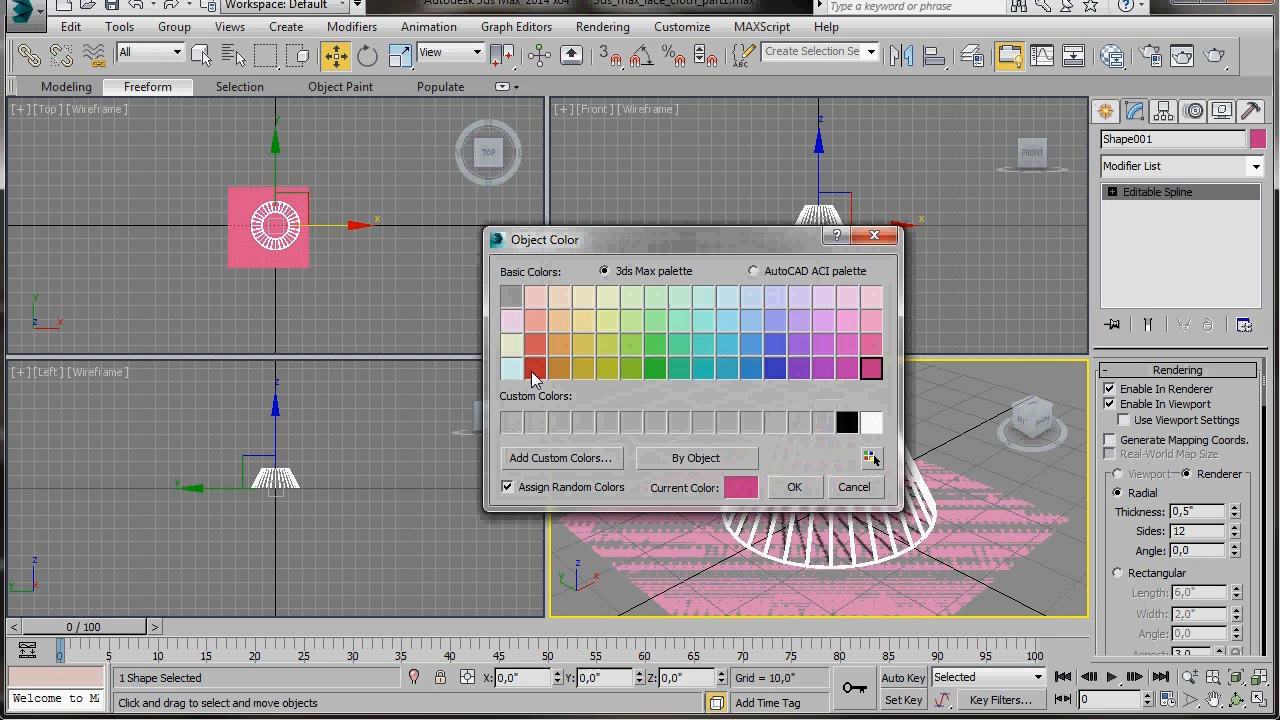 Workspace: Default
Autodesk 3ds Max 2014 x64 3ds_max_lace_cloth_part1.max
Type a keyword or phrase
Edit Tools Group Views Create Modifiers Animation Graph Editors Rendering Customize MAXScript Help
All View 3 ABC Create Selection Se
Modeling Freeform Selection Object Paint Populate
[+][Top][Wireframe]
[+][Front][Wireframe]
TOP
FRONT
y
x
z
x
y
z
x
Shape001
Modifier List
Editable Spline
Object Color
Basic Colors: 3ds Max palette AutoCAD ACI palette
Custom Colors:
Add Custom Colors... By Object
Assign Random Colors Current Color: OK Cancel
[+][Left][Wireframe]
z
y
z
y
z
y
x
Rendering
Enable In Renderer
Enable In Viewport
Use Viewport Settings
Generate Mapping Coords.
Real-World Map Size
Viewport Renderer
Radial
Thickness: 0,5"
Sides: 12
Angle: 0,0
Rectangular
Length: 6,0"
Width: 2,0"
Angle: 0,0
Aspect: 3,0
< 0 / 100 >
0 5 10 15 20 25 30 35 40 45 50 55 60 65 70 75 80 85 90 95 100
1 Shape Selected X: 0,0" Y: 0,0" Z: 0,0" Grid = 10,0" Auto Key Selected
Welcome to M Click and drag to select and move objects Add Time Tag Set Key Key Filters... 0